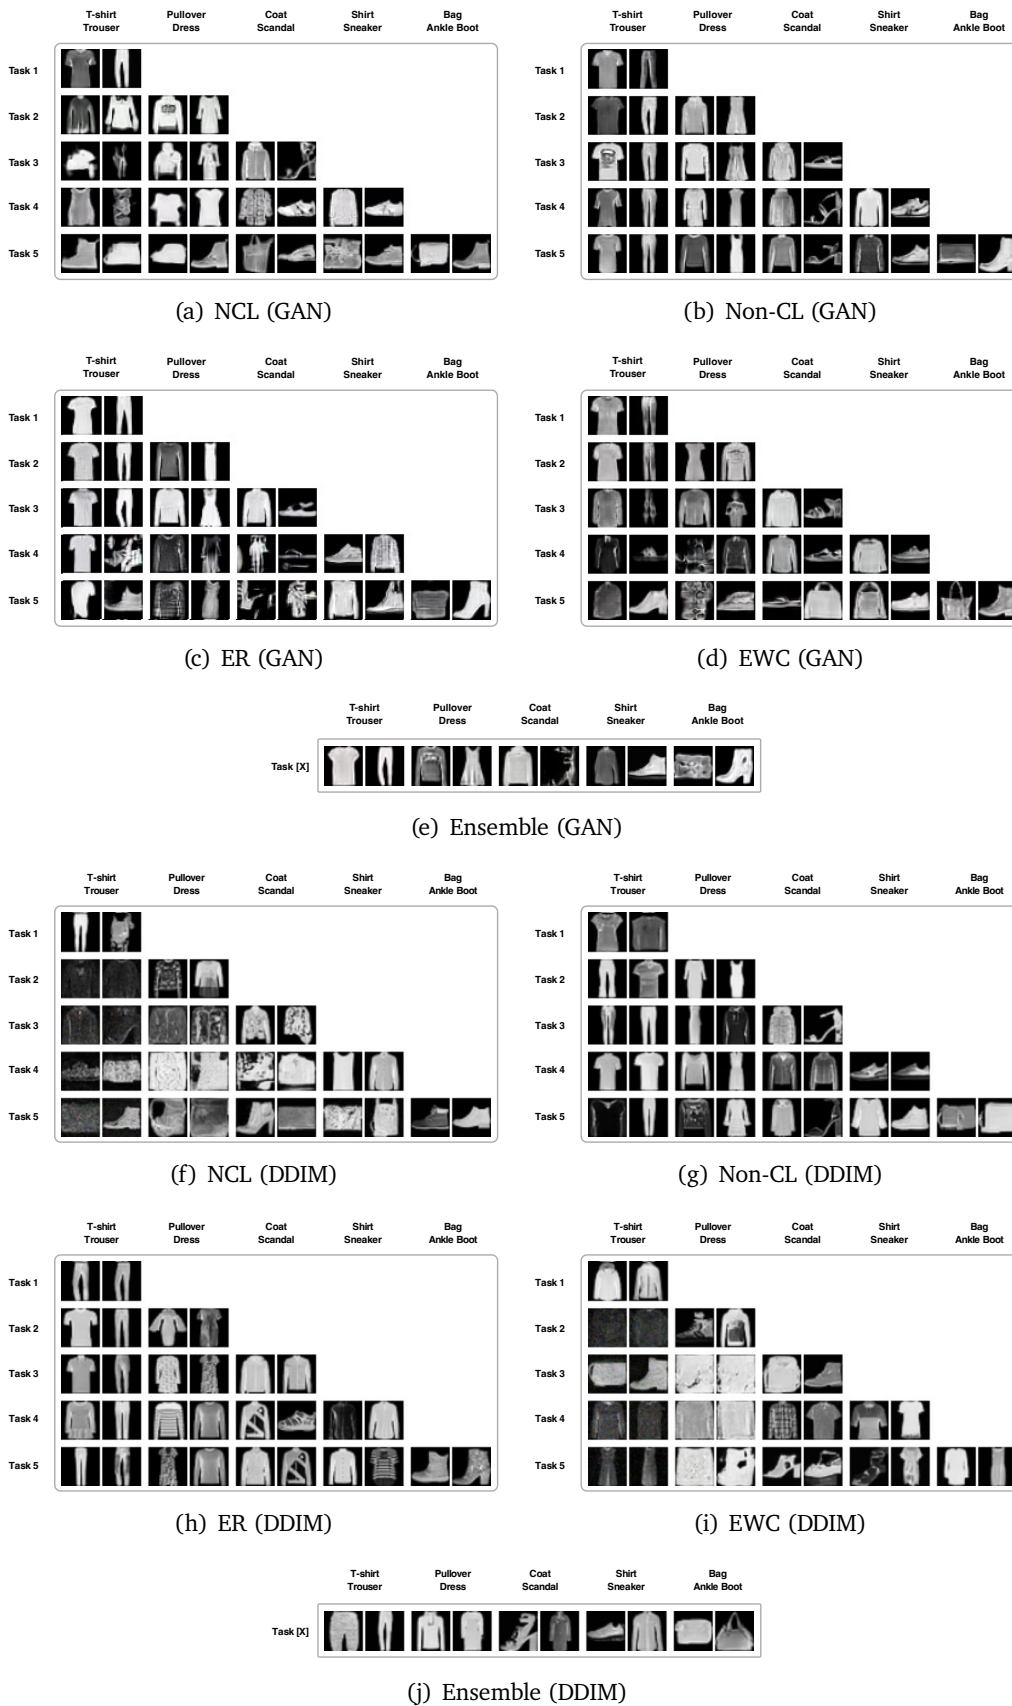 T-shirt Pullover Coat Shirt Bag
Trouser Dress Scandal Sneaker Ankle Boot
Task 1
Task 2
Task 3
Task 4
Task 5
(a) NCL (GAN)
T-shirt Pullover Coat Shirt Bag
Trouser Dress Scandal Sneaker Ankle Boot
Task 1
Task 2
Task 3
Task 4
Task 5
(b) Non-CL (GAN)
T-shirt Pullover Coat Shirt Bag
Trouser Dress Scandal Sneaker Ankle Boot
Task 1
Task 2
Task 3
Task 4
Task 5
(c) ER (GAN)
T-shirt Pullover Coat Shirt Bag
Trouser Dress Scandal Sneaker Ankle Boot
Task 1
Task 2
Task 3
Task 4
Task 5
(d) EWC (GAN)
T-shirt Pullover Coat Shirt Bag
Trouser Dress Scandal Sneaker Ankle Boot
Task [X]
(e) Ensemble (GAN)
T-shirt Pullover Coat Shirt Bag
Trouser Dress Scandal Sneaker Ankle Boot
Task 1
Task 2
Task 3
Task 4
Task 5
(f) NCL (DDIM)
T-shirt Pullover Coat Shirt Bag
Trouser Dress Scandal Sneaker Ankle Boot
Task 1
Task 2
Task 3
Task 4
Task 5
(g) Non-CL (DDIM)
T-shirt Pullover Coat Shirt Bag
Trouser Dress Scandal Sneaker Ankle Boot
Task 1
Task 2
Task 3
Task 4
Task 5
(h) ER (DDIM)
T-shirt Pullover Coat Shirt Bag
Trouser Dress Scandal Sneaker Ankle Boot
Task 1
Task 2
Task 3
Task 4
Task 5
(i) EWC (DDIM)
T-shirt Pullover Coat Shirt Bag
Trouser Dress Scandal Sneaker Ankle Boot
Task [X]
(j) Ensemble (DDIM)